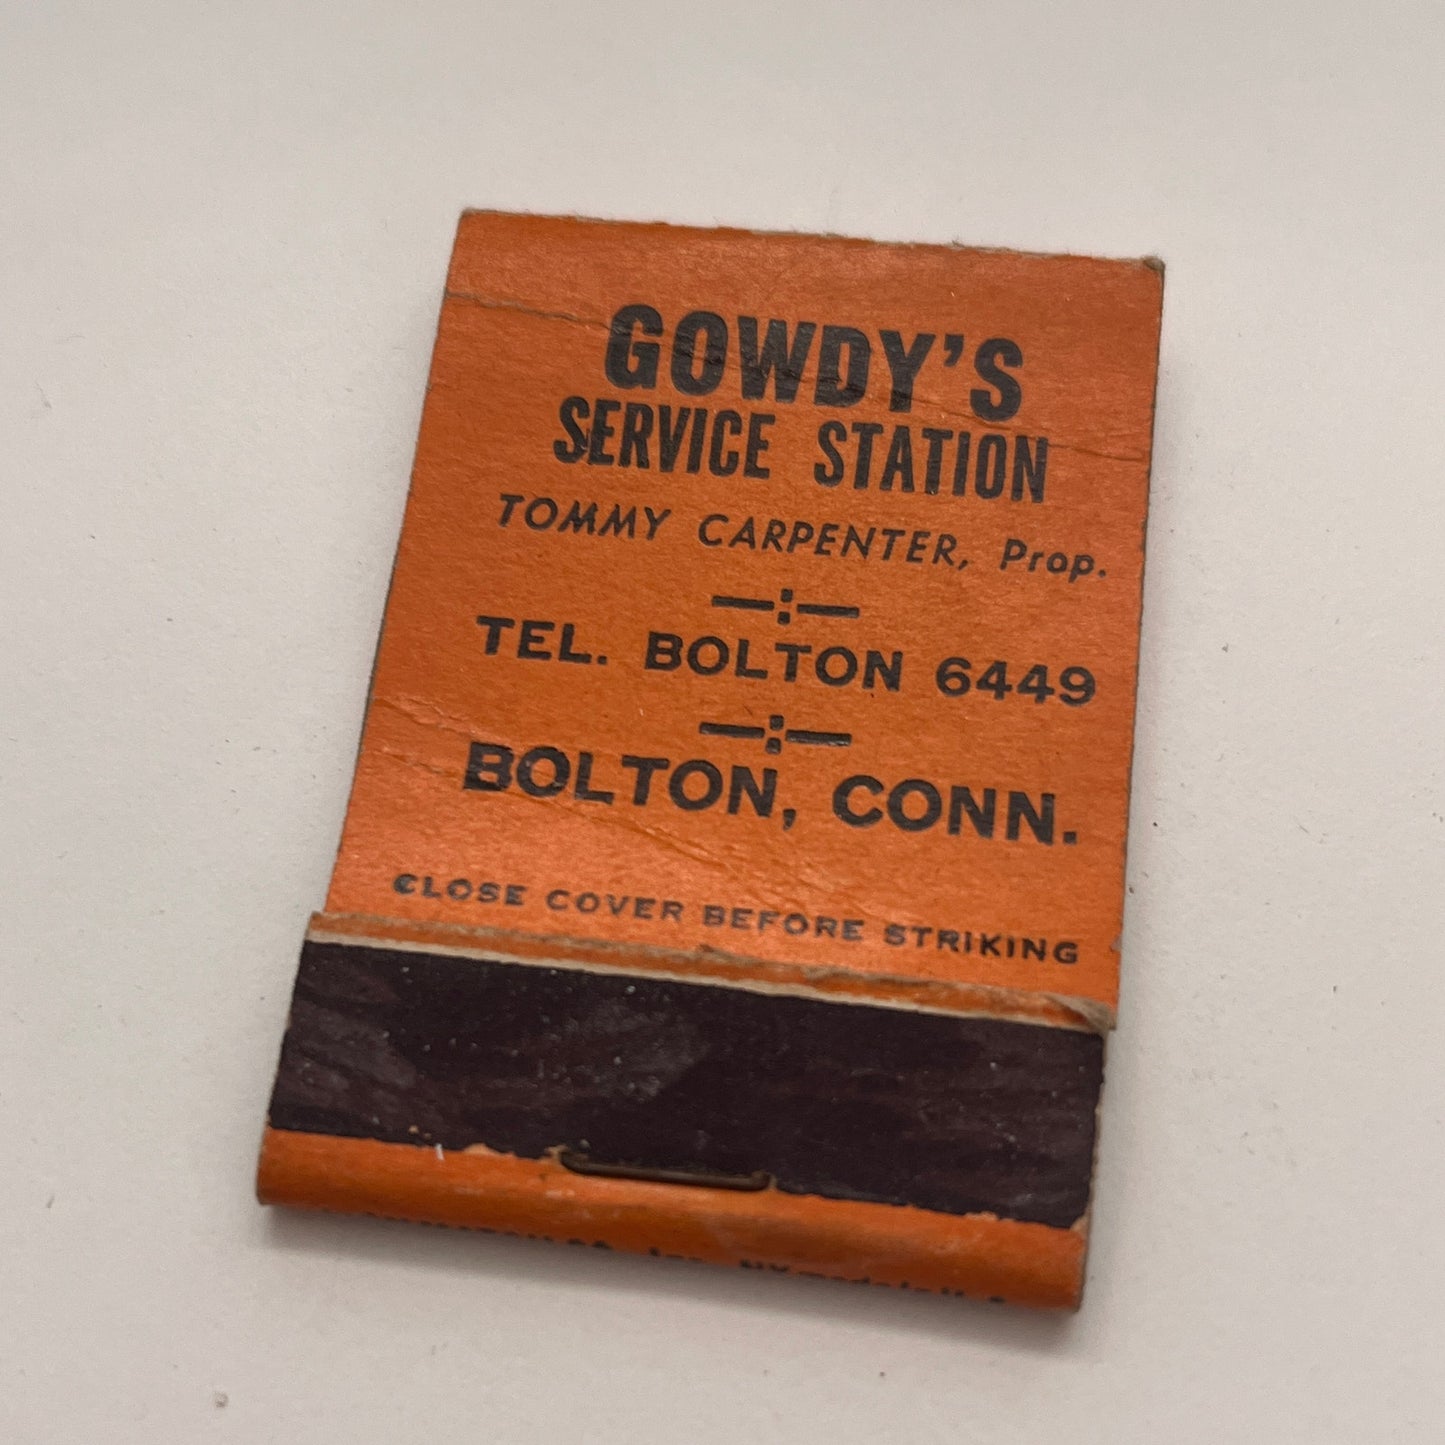 GOWDY'S
SERVICE STATION
TOMMY CARPENTER, Prop.
TEL. BOLTON 6449
BOLTON, CONN.
CLOSE COVER BEFORE STRIKING